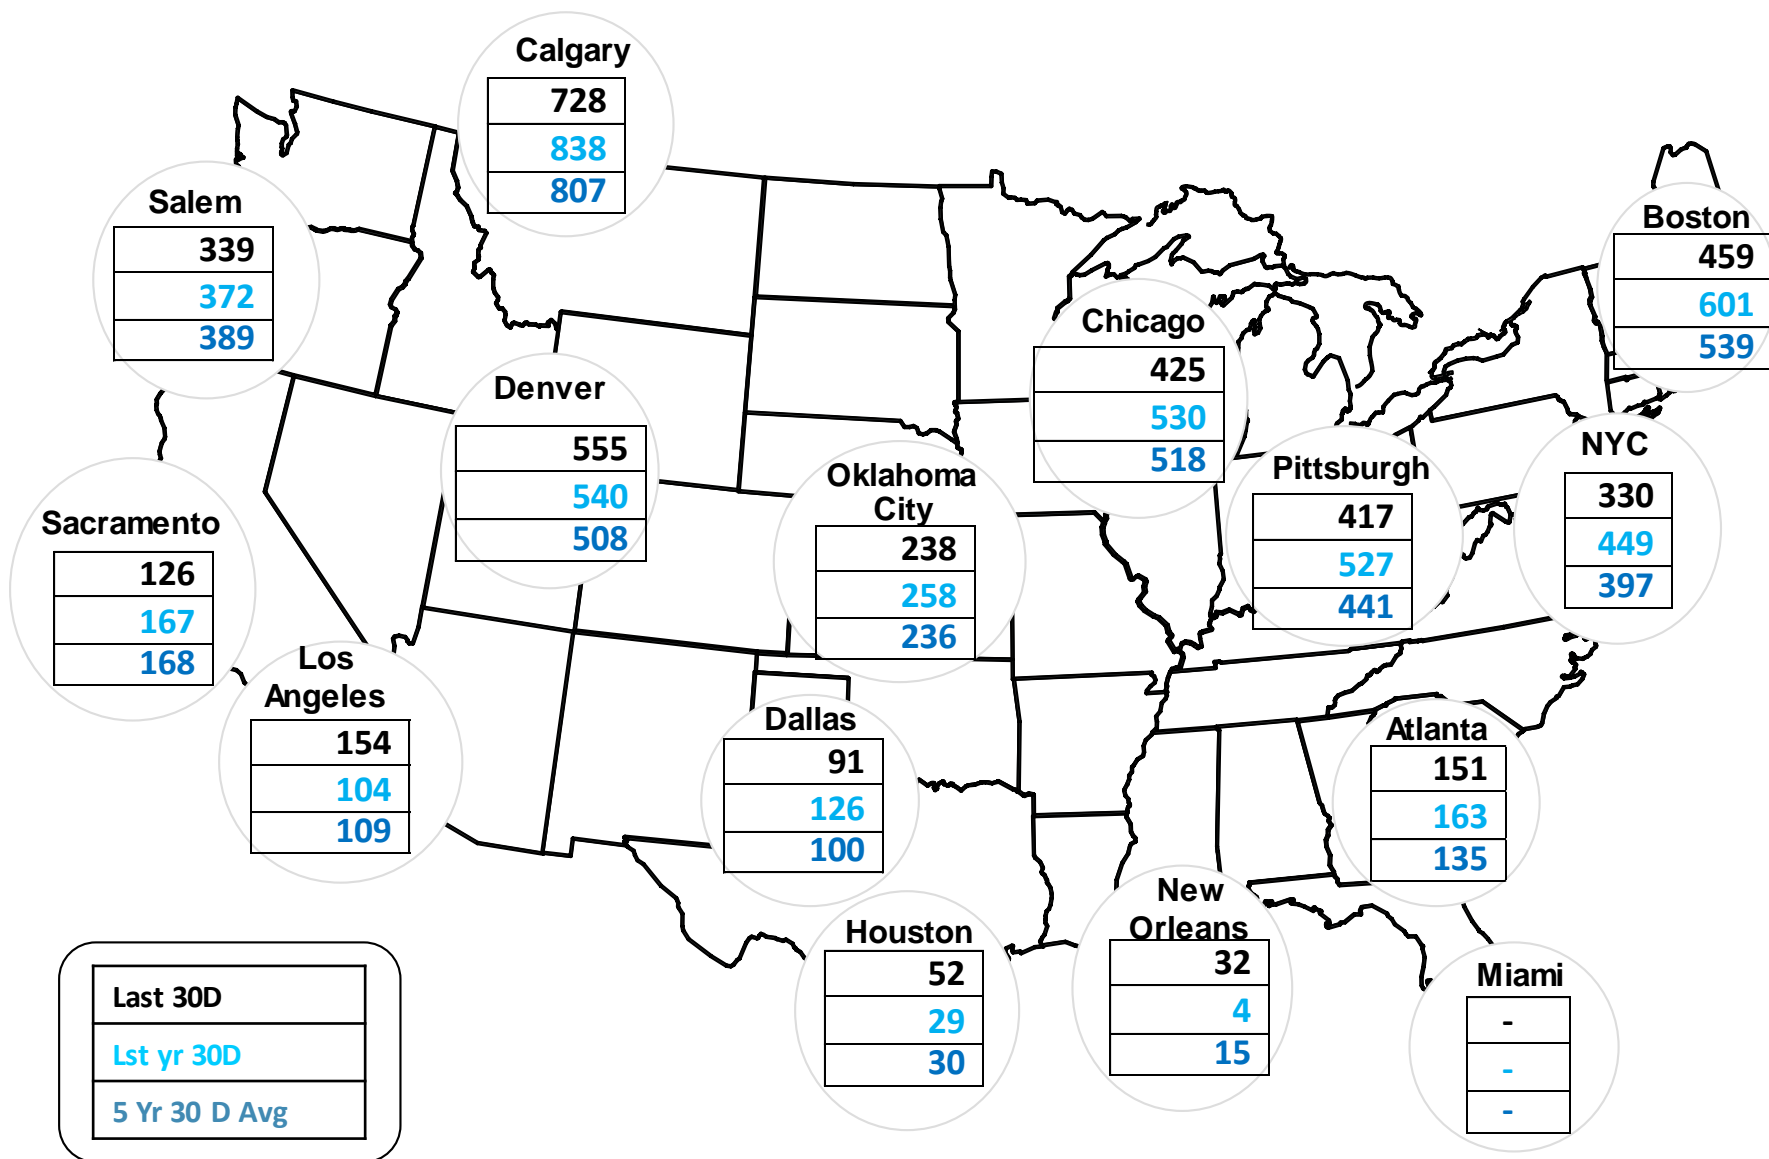 Calgary
728
838
807
Salem
339
372
389
Boston
459
601
539
Chicago
425
530
518
Denver
555
540
508
NYC
330
449
397
Pittsburgh
417
527
441
Oklahoma
City
238
258
236
Sacramento
126
167
168
Los
Angeles
154
104
109
Dallas
91
126
100
Atlanta
151
163
135
New
Orleans
32
4
15
Houston
52
29
30
Miami
-
-
-
Last 30D
Lst yr 30D
5 Yr 30 D Avg